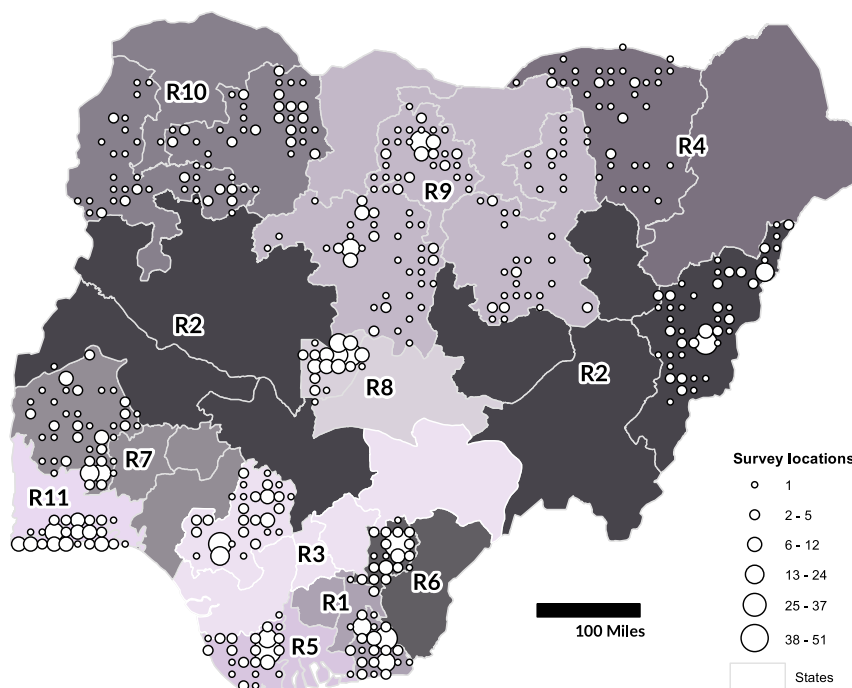 R10
R4
R9
R2
R2
R8
R7
R11
R3
R6
R1
R5
100 Miles
Survey locations
1
2 - 5
6 - 12
13 - 24
25 - 37
38 - 51
States